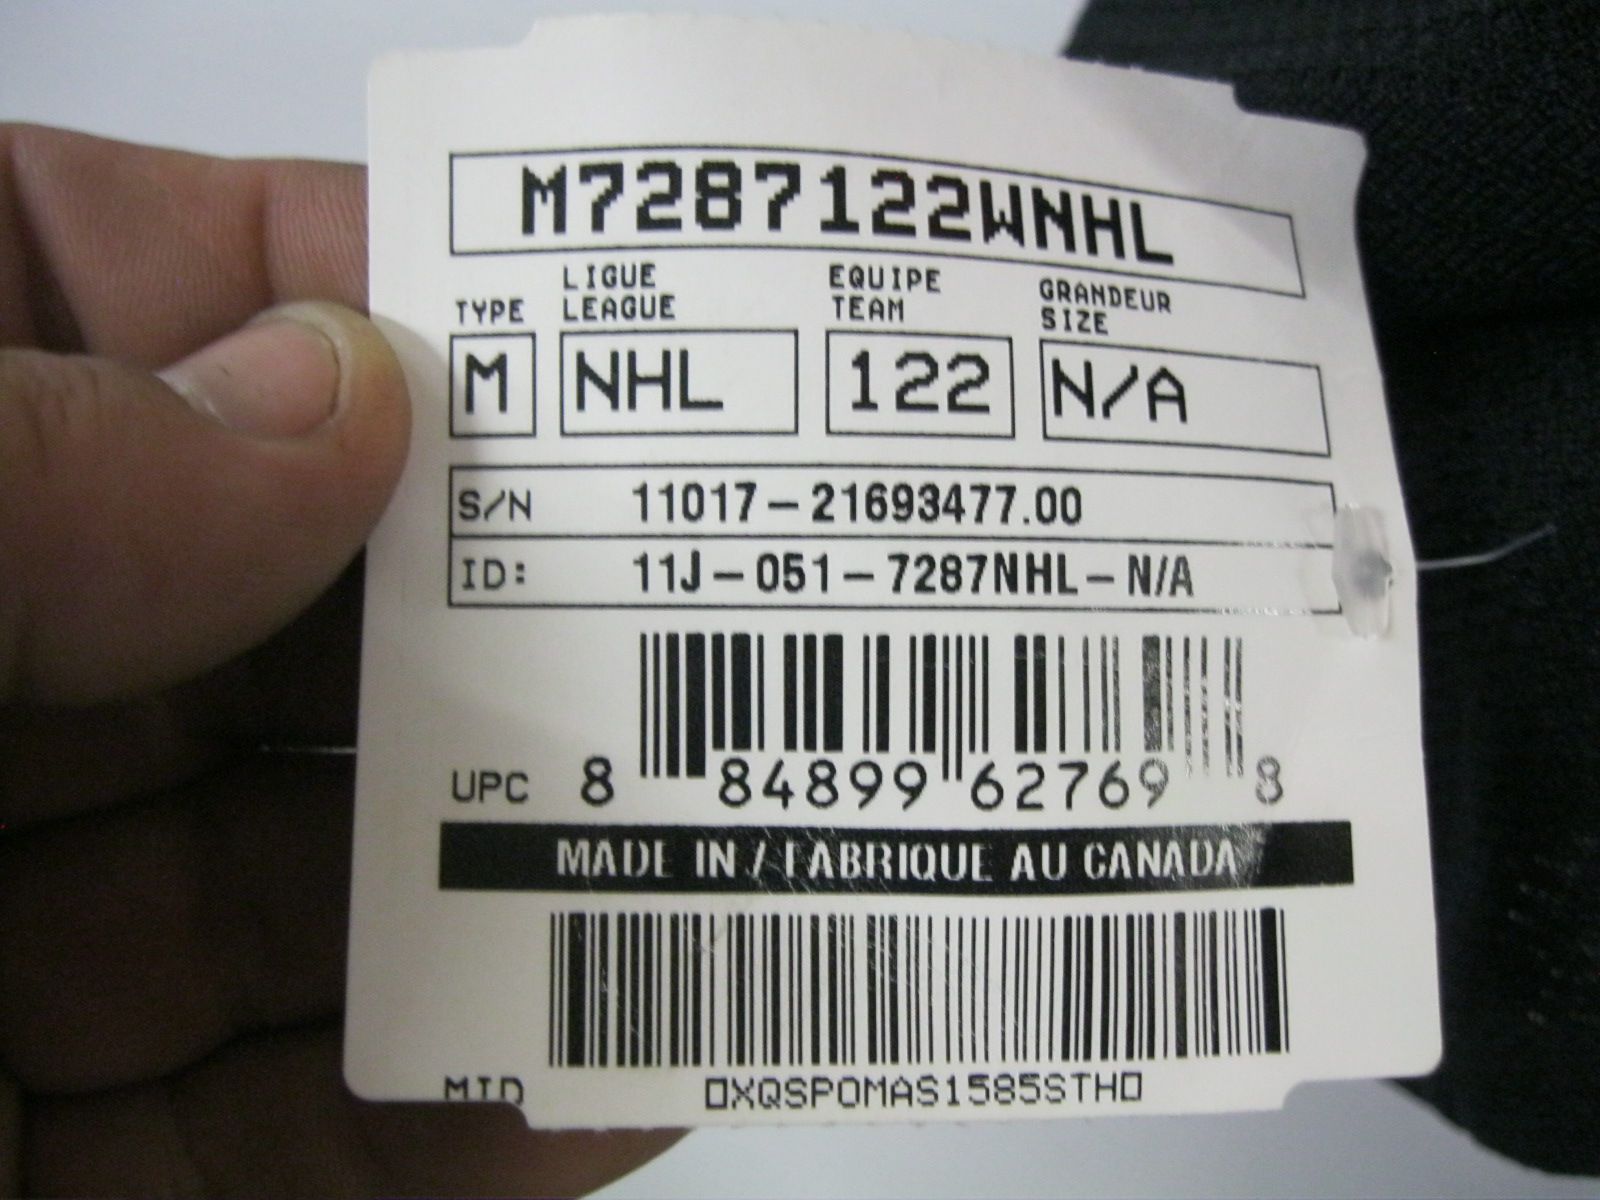 M7287122WNHL
TYPE LIGUE LEAGUE EQUIPE TEAM GRANDEUR SIZE
M NHL 122 N/A
S/N 11017-21693477.00
ID: 11J-051-7287NHL-N/A
UPC 8 84899 62769 8
MADE IN / FABRIQUE AU CANADA
MID 0XQSPOMAS1585STH0